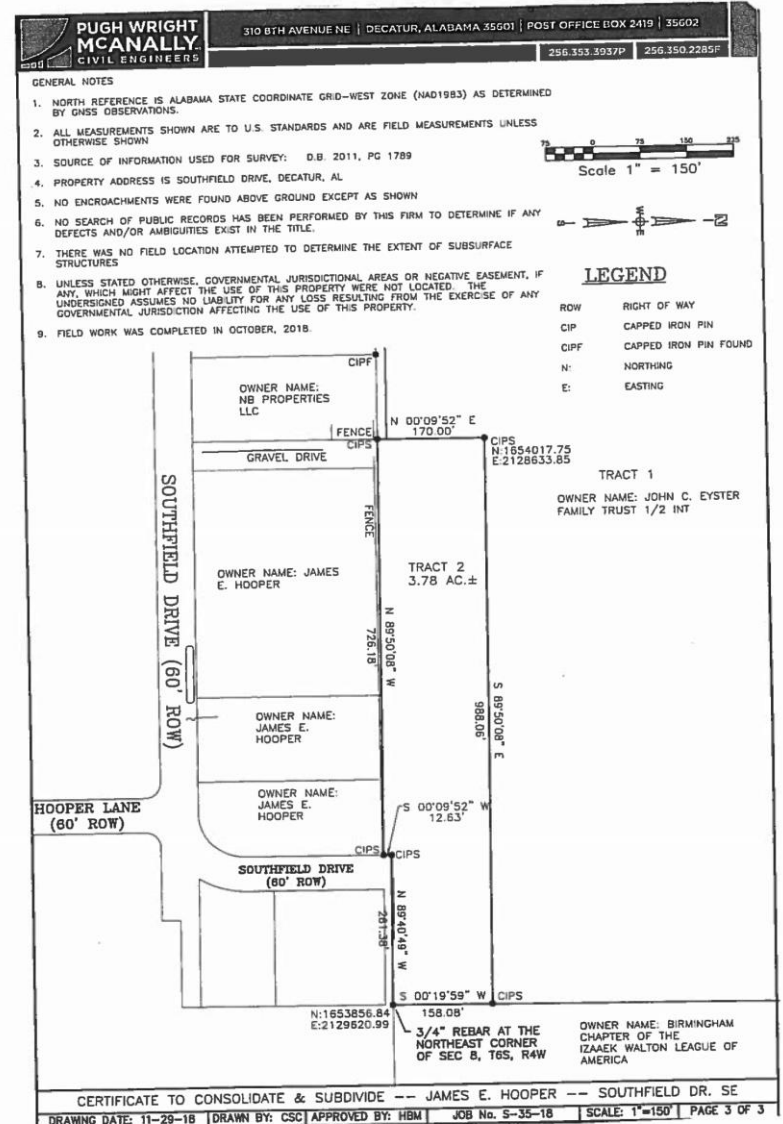 PUGH WRIGHT
MCANALLY
CIVIL ENGINEERS
310 8TH AVENUE NE | DECATUR, ALABAMA 35601 | POST OFFICE BOX 2419 | 35602
256.353.3937P 256.350.2285F
GENERAL NOTES
1. NORTH REFERENCE IS ALABAMA STATE COORDINATE GRID-WEST ZONE (NAD1983) AS DETERMINED
BY GNSS OBSERVATIONS.
2. ALL MEASUREMENTS SHOWN ARE TO U.S. STANDARDS AND ARE FIELD MEASUREMENTS UNLESS
OTHERWISE SHOWN
3. SOURCE OF INFORMATION USED FOR SURVEY: D.B. 2011, PG 1789
4. PROPERTY ADDRESS IS SOUTHFIELD DRIVE, DECATUR, AL
5. NO ENCROACHMENTS WERE FOUND ABOVE GROUND EXCEPT AS SHOWN
6. NO SEARCH OF PUBLIC RECORDS HAS BEEN PERFORMED BY THIS FIRM TO DETERMINE IF ANY
DEFECTS AND/OR AMBIGUITIES EXIST IN THE TITLE.
7. THERE WAS NO FIELD LOCATION ATTEMPTED TO DETERMINE THE EXTENT OF SUBSURFACE
STRUCTURES
8. UNLESS STATED OTHERWISE, GOVERNMENTAL JURISDICTIONAL AREAS OR NEGATIVE EASEMENT, IF
ANY, WHICH MIGHT AFFECT THE USE OF THIS PROPERTY WERE NOT LOCATED. THE
UNDERSIGNED ASSUMES NO LIABILITY FOR ANY LOSS RESULTING FROM THE EXERCISE OF ANY
GOVERNMENTAL JURISDICTION AFFECTING THE USE OF THIS PROPERTY.
9. FIELD WORK WAS COMPLETED IN OCTOBER, 2018.
75 0 75 150 225
Scale 1" = 150'
S W E N
LEGEND
ROW RIGHT OF WAY
CIP CAPPED IRON PIN
CIPF CAPPED IRON PIN FOUND
N: NORTHING
E: EASTING
CIPF
OWNER NAME:
NB PROPERTIES
LLC
N 00°09'52" E
170.00'
FENCE
CIPS
CIPS
N:1654017.75
E:2128633.85
GRAVEL DRIVE
TRACT 1
OWNER NAME: JOHN C. EYSTER
FAMILY TRUST 1/2 INT
SOUTHFIELD DRIVE (60' ROW)
FENCE
OWNER NAME: JAMES
E. HOOPER
TRACT 2
3.78 AC.±
N 89°50'08" W
726.18'
S 89°50'08" E
988.06'
OWNER NAME:
JAMES E.
HOOPER
OWNER NAME:
JAMES E.
HOOPER
S 00°09'52" W
12.63'
HOOPER LANE
(60' ROW)
CIPS
CIPS
SOUTHFIELD DRIVE
(60' ROW)
N 89°40'49" W
261.38'
S 00°19'59" W
158.08'
CIPS
N:1653856.84
E:2129620.99
3/4" REBAR AT THE
NORTHEAST CORNER
OF SEC 8, T6S, R4W
OWNER NAME: BIRMINGHAM
CHAPTER OF THE
IZAAEK WALTON LEAGUE OF
AMERICA
CERTIFICATE TO CONSOLIDATE & SUBDIVIDE -- JAMES E. HOOPER -- SOUTHFIELD DR. SE
DRAWING DATE: 11-29-18 DRAWN BY: CSC APPROVED BY: HBM JOB No. S-35-18 SCALE: 1"=150' PAGE 3 OF 3